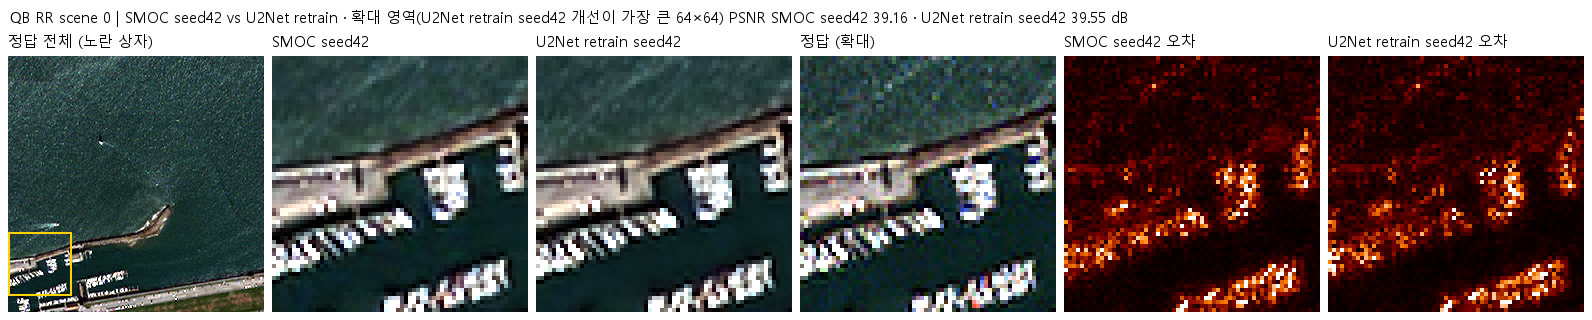 QB RR scene 0 | SMOC seed42 vs U2Net retrain · 확대 영역(U2Net retrain seed42 개선이 가장 큰 64×64) PSNR SMOC seed42 39.16 · U2Net retrain seed42 39.55 dB
정답 전체 (노란 상자)
SMOC seed42
U2Net retrain seed42
정답 (확대)
SMOC seed42 오차
U2Net retrain seed42 오차